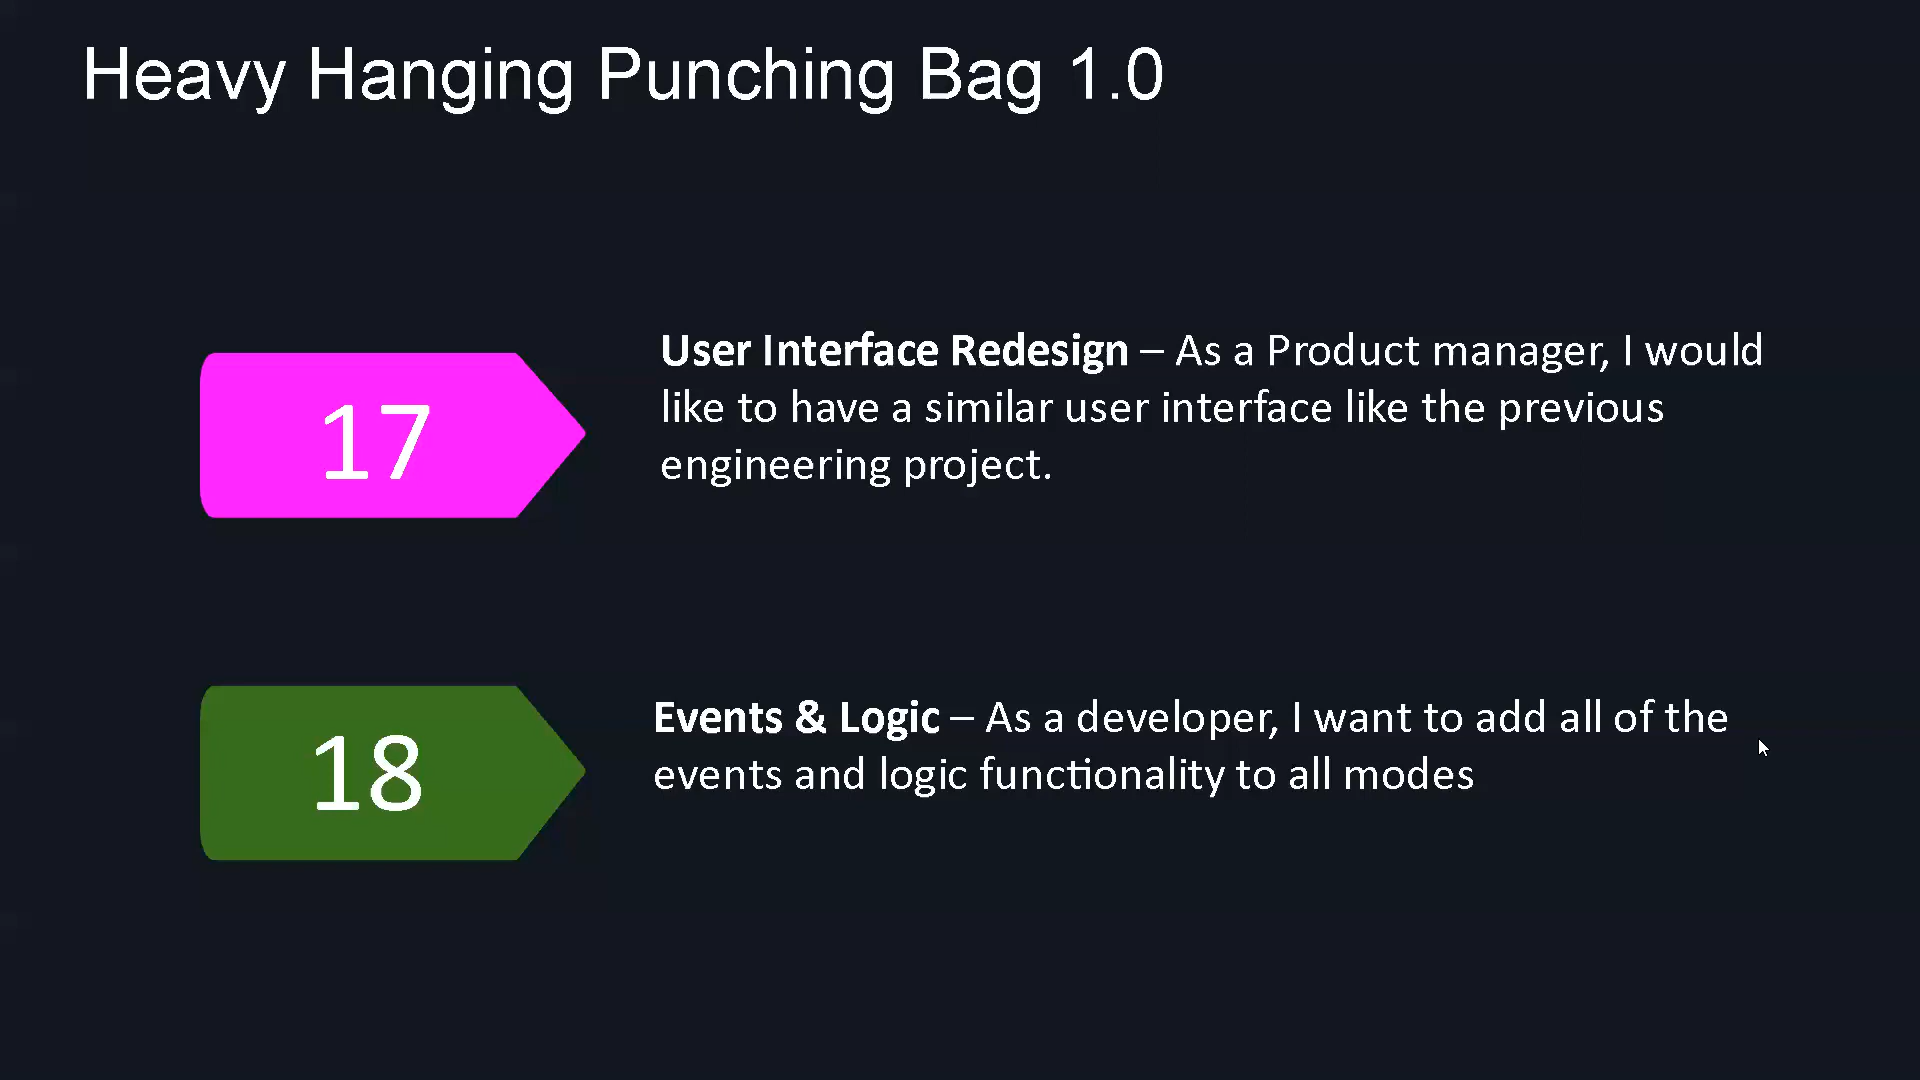 Heavy Hanging Punching Bag 1.0
17
User Interface Redesign – As a Product manager, I would
like to have a similar user interface like the previous
engineering project.
18
Events & Logic – As a developer, I want to add all of the
events and logic functionality to all modes